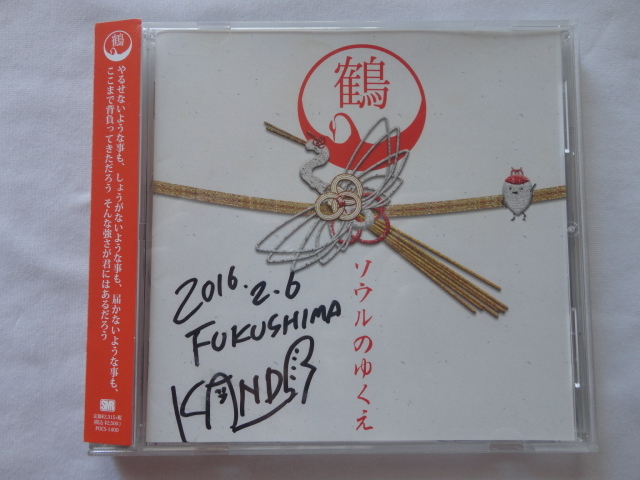 鶴
やるせないような事も、しょうがないような事も、届かないような事も、
ここまで背負ってきただろう そんな強さが君にはあるだろう
POCS-1400
鶴
ソウルのゆくえ
2016.2.6
FUKUSHIMA
KANDA